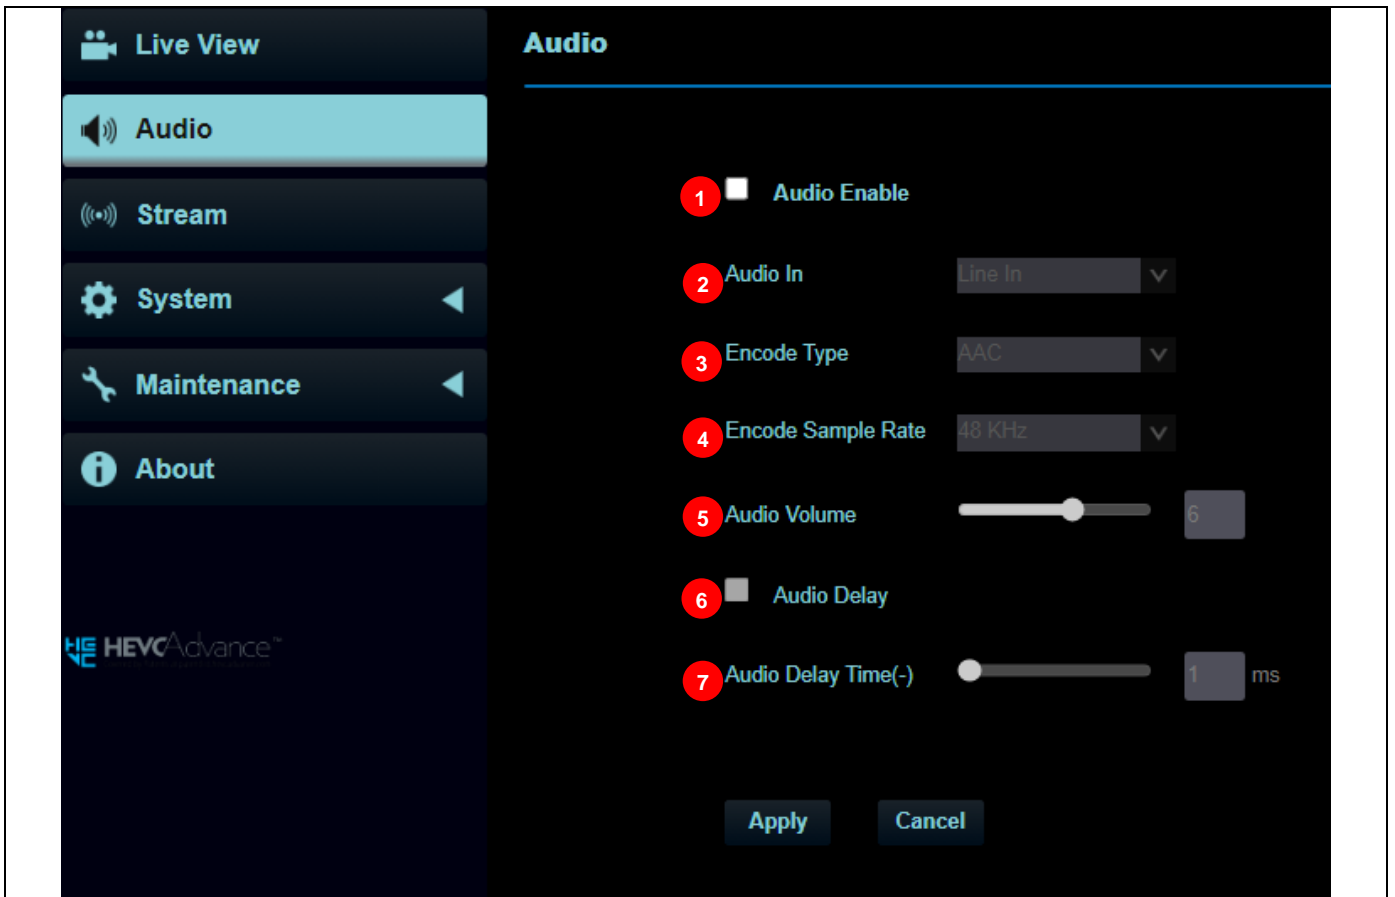 Live View
Audio
Stream
System
Maintenance
About
HEVCAdvance™
Audio
1 Audio Enable
2 Audio In Line In
3 Encode Type AAC
4 Encode Sample Rate 48 KHz
5 Audio Volume 6
6 Audio Delay
7 Audio Delay Time(-) 1 ms
Apply Cancel